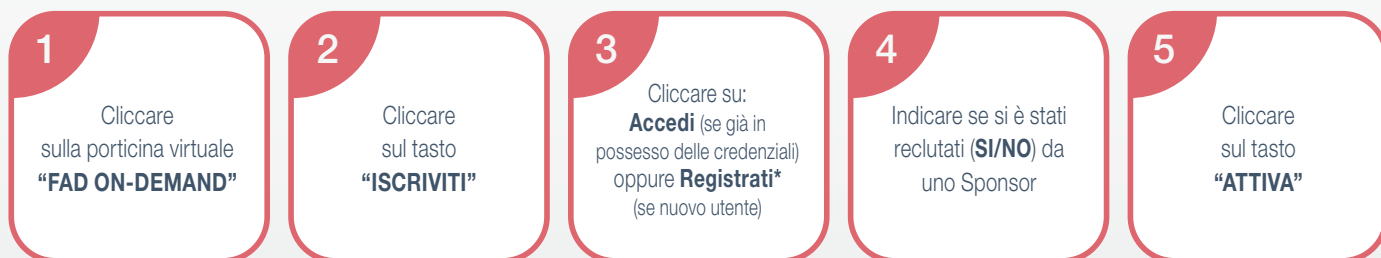 1
Cliccare
sulla porticina virtuale
“FAD ON-DEMAND”
2
Cliccare
sul tasto
“ISCRIVITI”
3
Cliccare su:
Accedi (se già in
possesso delle credenziali)
oppure Registrati*
(se nuovo utente)
4
Indicare se si è stati
reclutati (SI/NO) da
uno Sponsor
5
Cliccare
sul tasto
“ATTIVA”